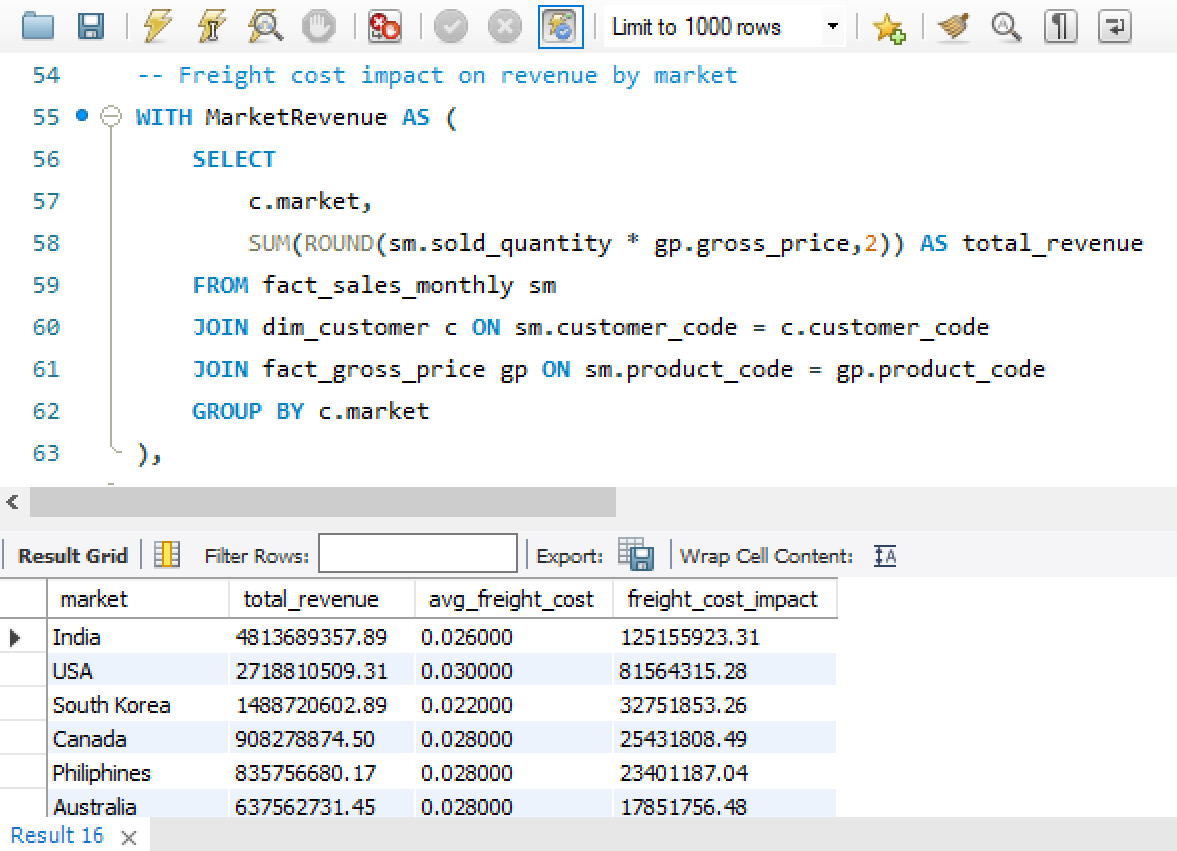 Limit to 1000 rows
54 -- Freight cost impact on revenue by market
55 WITH MarketRevenue AS (
56 SELECT
57 c.market,
58 SUM(ROUND(sm.sold_quantity * gp.gross_price,2)) AS total_revenue
59 FROM fact_sales_monthly sm
60 JOIN dim_customer c ON sm.customer_code = c.customer_code
61 JOIN fact_gross_price gp ON sm.product_code = gp.product_code
62 GROUP BY c.market
63 ),
Result Grid Filter Rows: Export: Wrap Cell Content: IA
market total_revenue avg_freight_cost freight_cost_impact
India 4813689357.89 0.026000 125155923.31
USA 2718810509.31 0.030000 81564315.28
South Korea 1488720602.89 0.022000 32751853.26
Canada 908278874.50 0.028000 25431808.49
Philiphines 835756680.17 0.028000 23401187.04
Australia 637562731.45 0.028000 17851756.48
Result 16